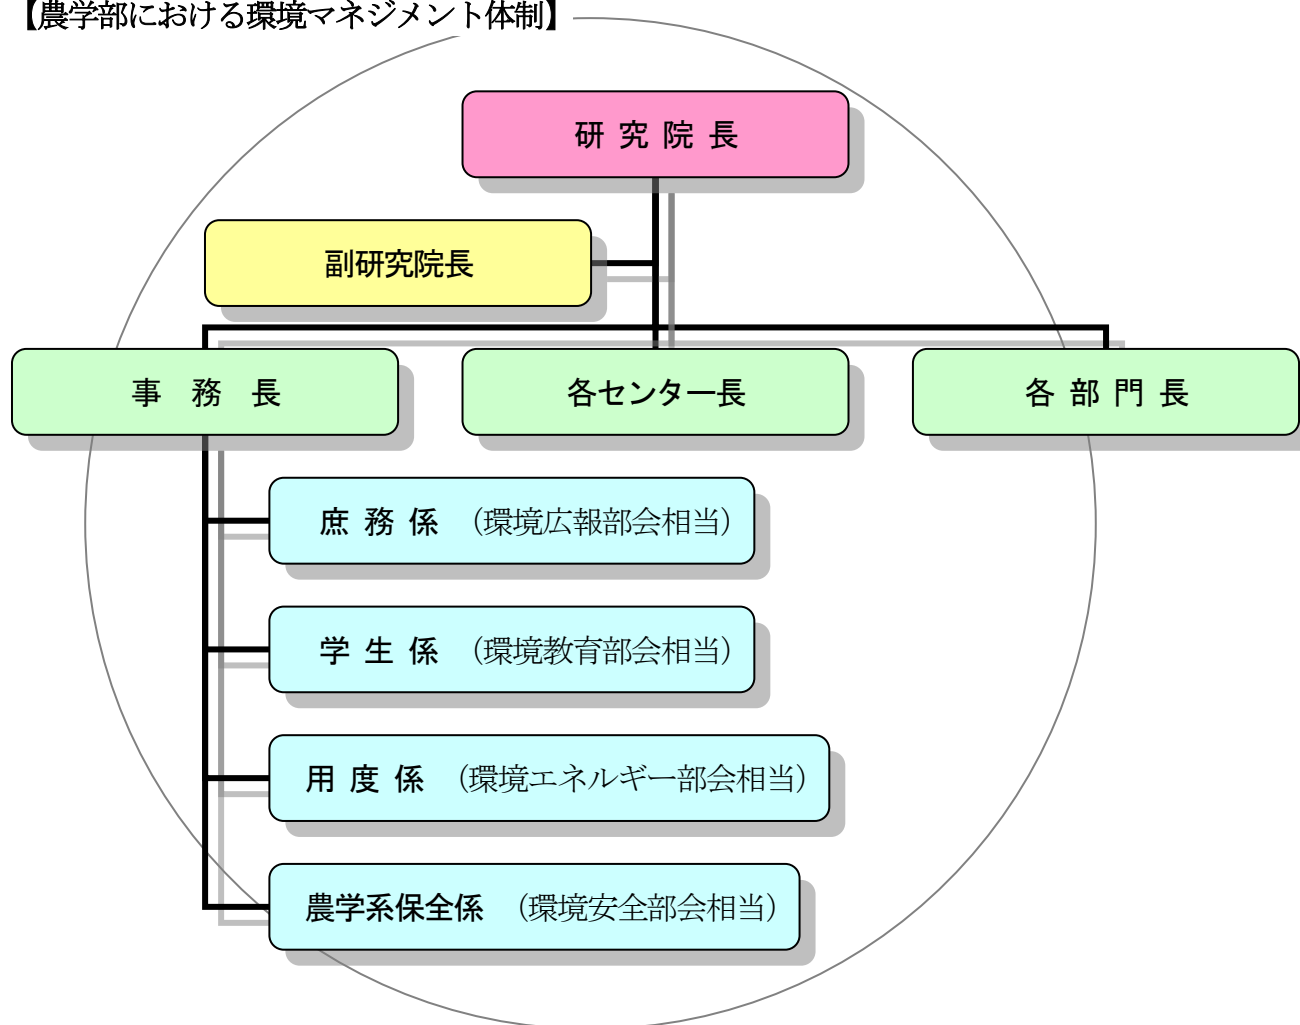 【農学部における環境マネジメント体制】
研 究 院 長
副研究院長
事　務　長
各センター長
各 部 門 長
庶 務 係　（環境広報部会相当）
学 生 係　（環境教育部会相当）
用 度 係　（環境エネルギー部会相当）
農学系保全係　（環境安全部会相当）